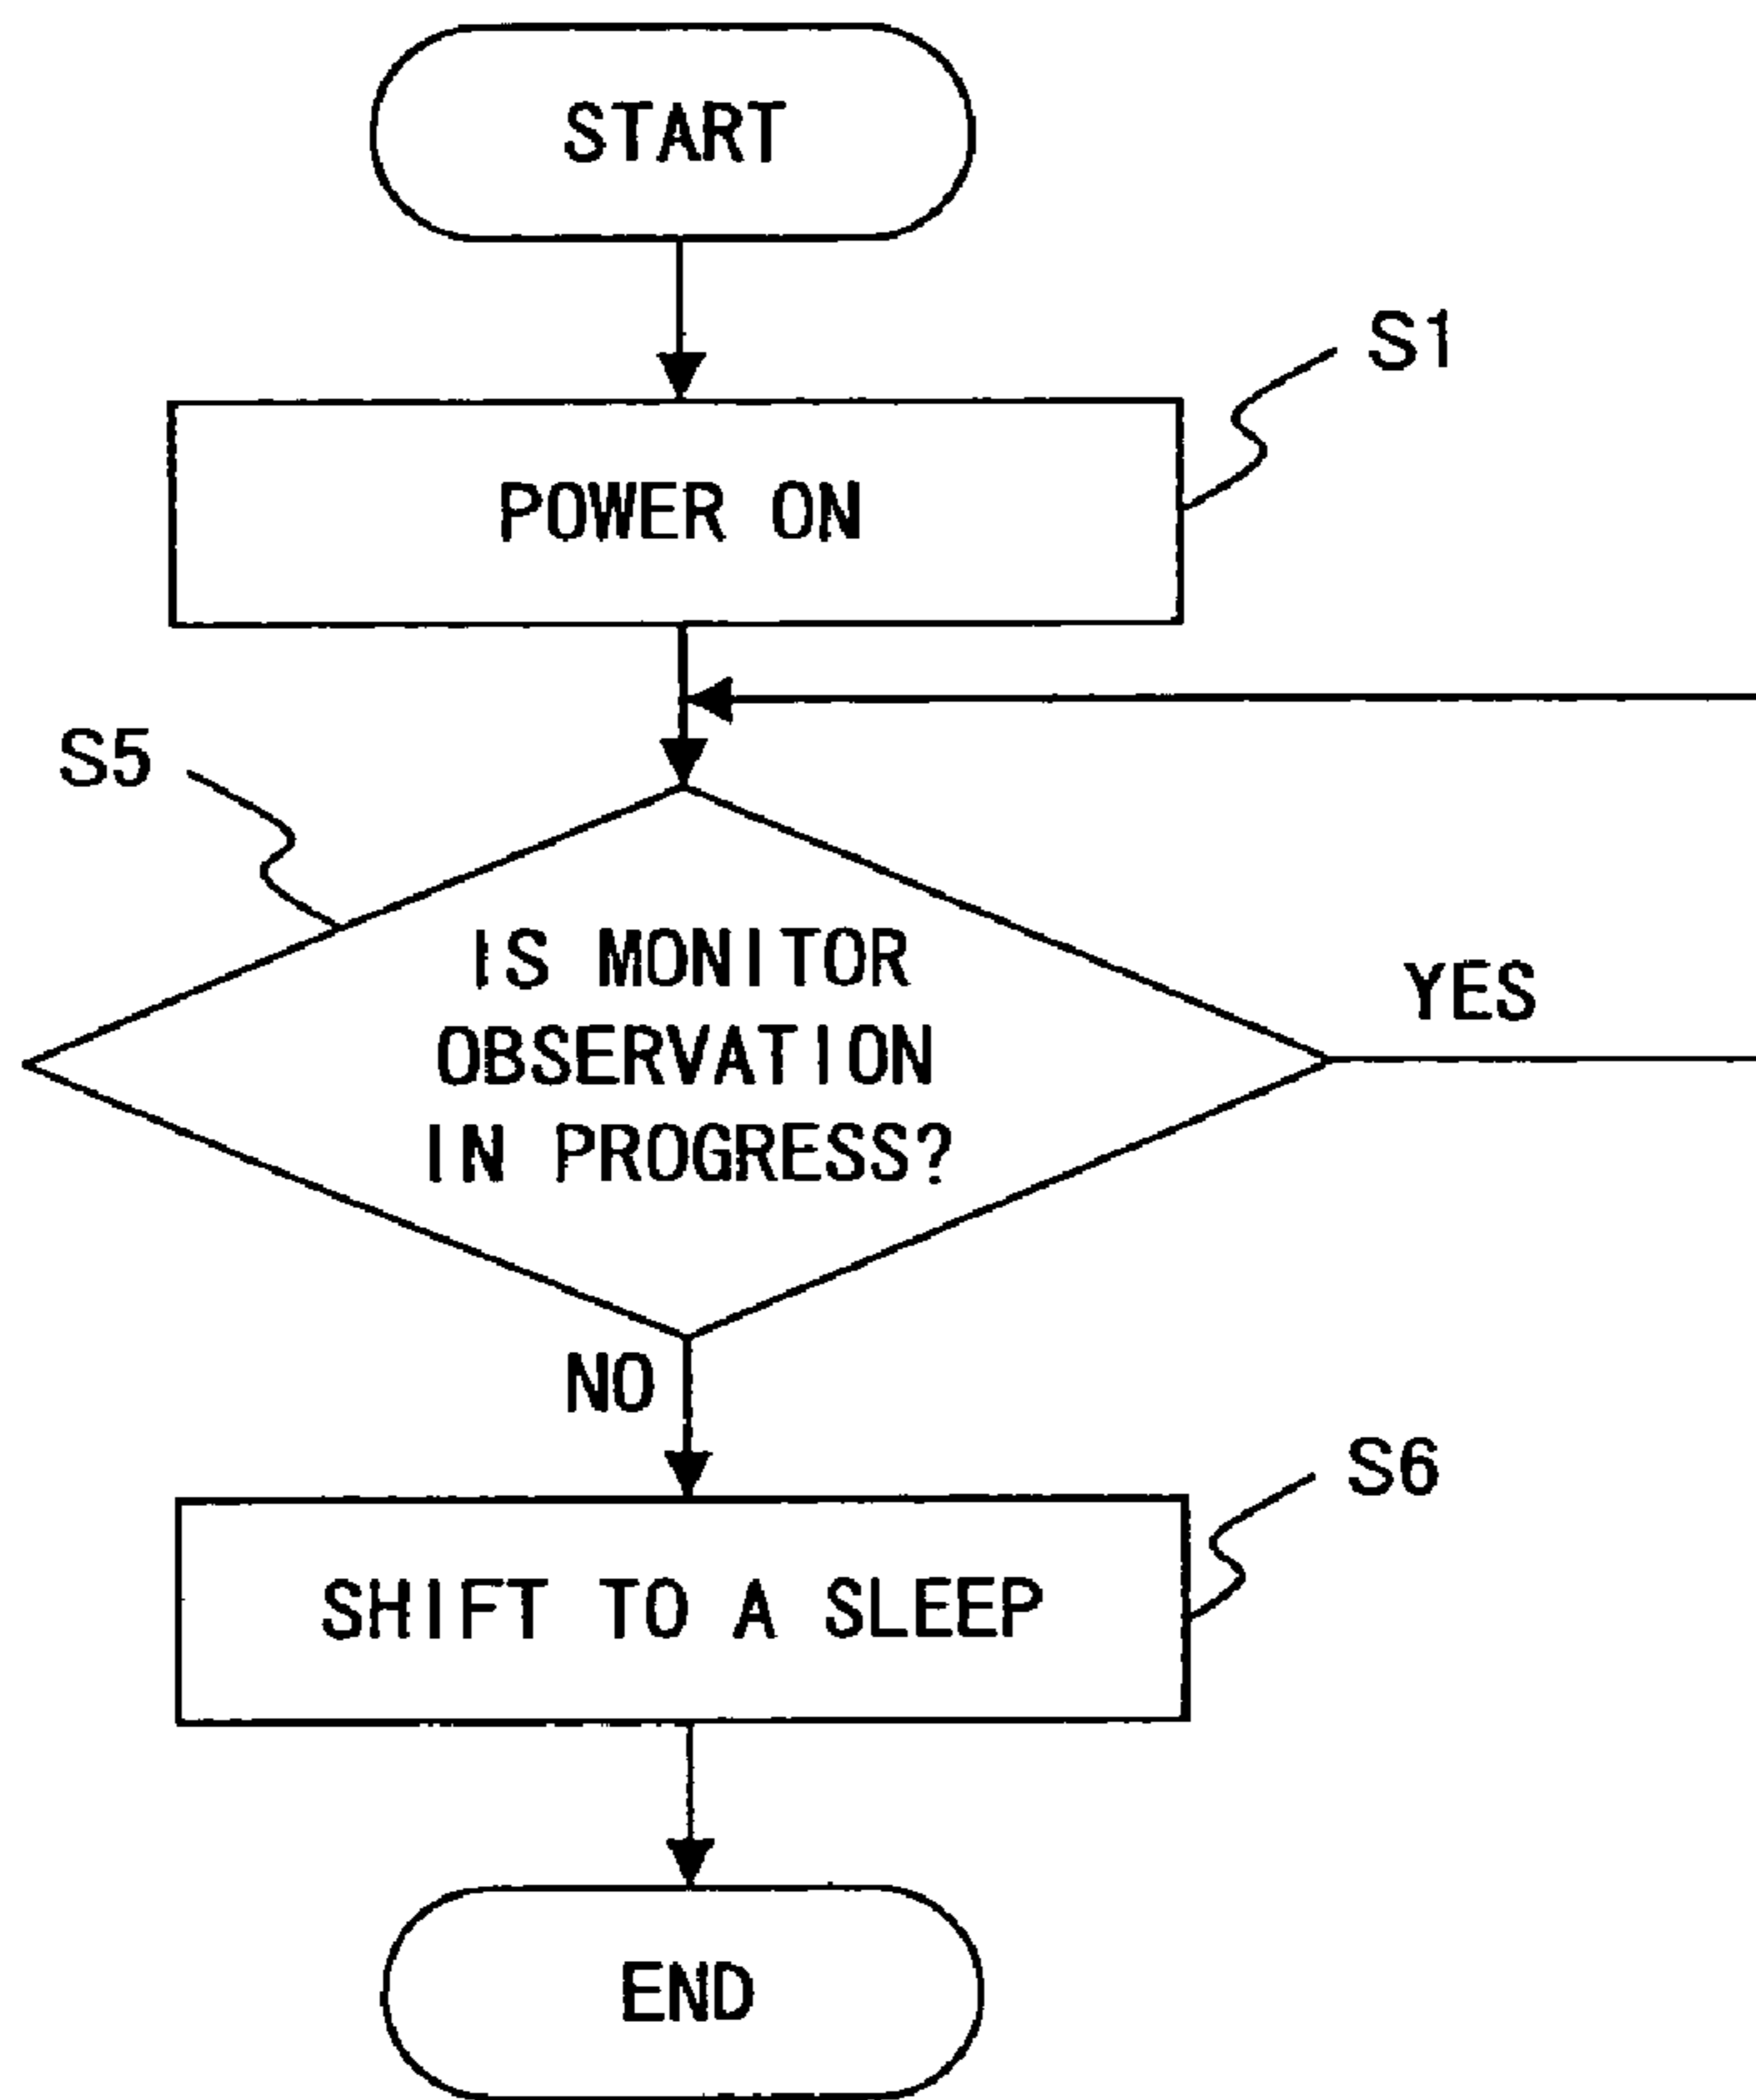 START
S1
POWER ON
S5
IS MONITOR
OBSERVATION
IN PROGRESS?
YES
NO
S6
SHIFT TO A SLEEP
END